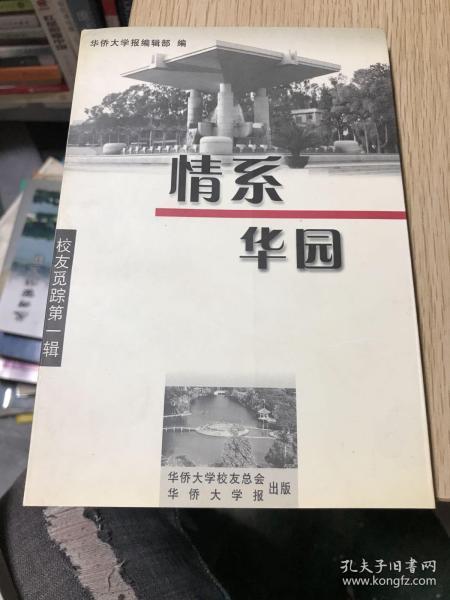 华侨大学报编辑部 编
情系
华园
校友觅踪第一辑
华侨大学校友总会
华侨大学报
出版
孔夫子旧书网
www.kongfz.com